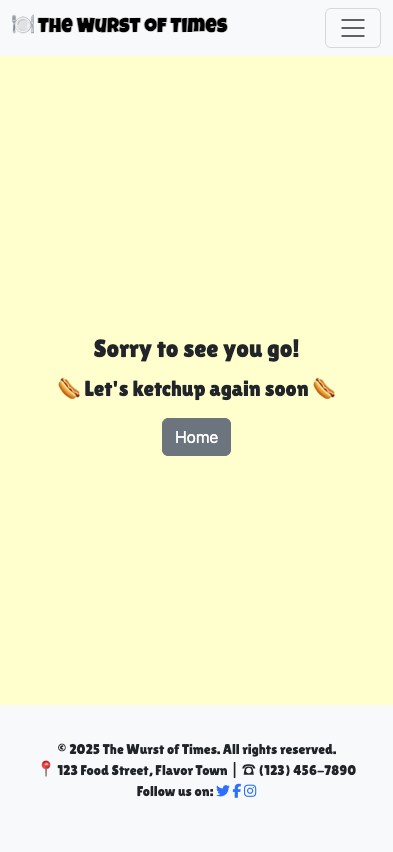 🍽️ The Wurst of Times
Sorry to see you go!
🌭 Let's ketchup again soon 🌭
Home
© 2025 The Wurst of Times. All rights reserved.
📍 123 Food Street, Flavor Town | ☎ (123) 456-7890
Follow us on: